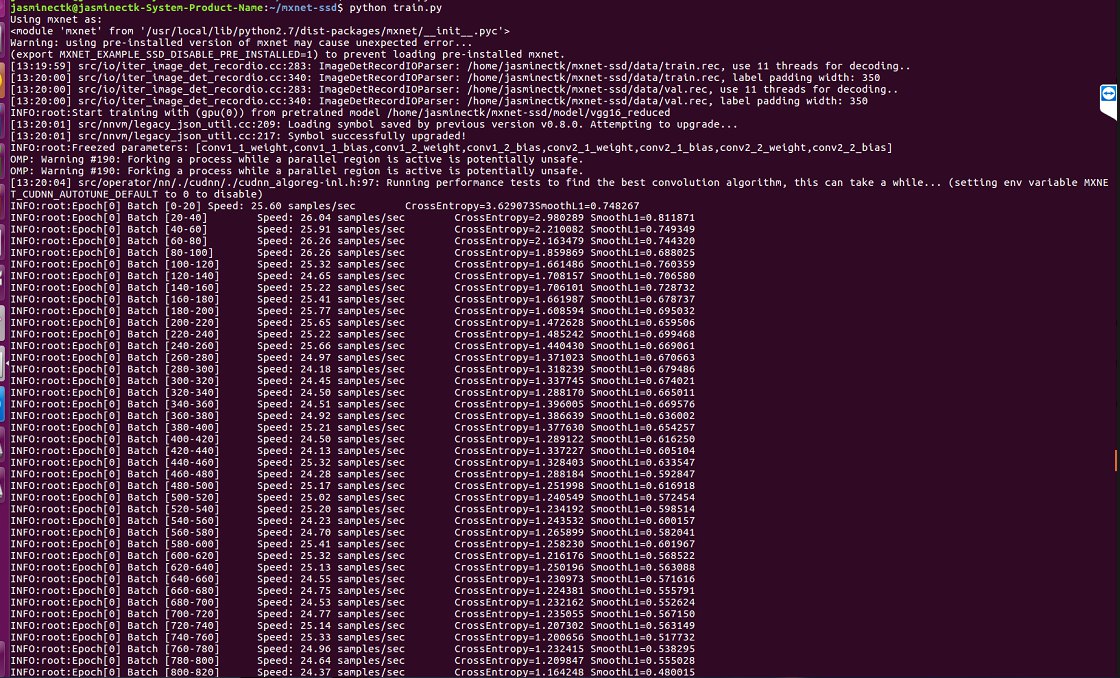 jasminectk@jasminectk-System-Product-Name:~/mxnet-ssd$ python train.py
Using mxnet as:
<module 'mxnet' from '/usr/local/lib/python2.7/dist-packages/mxnet/__init__.pyc'>
Warning: using pre-installed version of mxnet may cause unexpected error...
(export MXNET_EXAMPLE_SSD_DISABLE_PRE_INSTALLED=1) to prevent loading pre-installed mxnet.
[13:19:59] src/io/iter_image_det_recordio.cc:283: ImageDetRecordIOParser: /home/jasminectk/mxnet-ssd/data/train.rec, use 11 threads for decoding..
[13:20:00] src/io/iter_image_det_recordio.cc:340: ImageDetRecordIOParser: /home/jasminectk/mxnet-ssd/data/train.rec, label padding width: 350
[13:20:00] src/io/iter_image_det_recordio.cc:283: ImageDetRecordIOParser: /home/jasminectk/mxnet-ssd/data/val.rec, use 11 threads for decoding..
[13:20:00] src/io/iter_image_det_recordio.cc:340: ImageDetRecordIOParser: /home/jasminectk/mxnet-ssd/data/val.rec, label padding width: 350
INFO:root:Start training with (gpu(0)) from pretrained model /home/jasminectk/mxnet-ssd/model/vgg16_reduced
[13:20:01] src/nnvm/legacy_json_util.cc:209: Loading symbol saved by previous version v0.8.0. Attempting to upgrade...
[13:20:01] src/nnvm/legacy_json_util.cc:217: Symbol successfully upgraded!
INFO:root:Freezed parameters: [conv1_1_weight,conv1_1_bias,conv1_2_weight,conv1_2_bias,conv2_1_weight,conv2_1_bias,conv2_2_weight,conv2_2_bias]
OMP: Warning #190: Forking a process while a parallel region is active is potentially unsafe.
OMP: Warning #190: Forking a process while a parallel region is active is potentially unsafe.
[13:20:04] src/operator/nn/./cudnn/./cudnn_algoreg-inl.h:97: Running performance tests to find the best convolution algorithm, this can take a while... (setting env variable MXNE
T_CUDNN_AUTOTUNE_DEFAULT to 0 to disable)
INFO:root:Epoch[0] Batch [0-20] Speed: 25.60 samples/sec CrossEntropy=3.629073SmoothL1=0.748267
INFO:root:Epoch[0] Batch [20-40] Speed: 26.04 samples/sec CrossEntropy=2.980289 SmoothL1=0.811871
INFO:root:Epoch[0] Batch [40-60] Speed: 25.91 samples/sec CrossEntropy=2.210082 SmoothL1=0.749349
INFO:root:Epoch[0] Batch [60-80] Speed: 26.26 samples/sec CrossEntropy=2.163479 SmoothL1=0.744320
INFO:root:Epoch[0] Batch [80-100] Speed: 26.26 samples/sec CrossEntropy=1.859869 SmoothL1=0.688025
INFO:root:Epoch[0] Batch [100-120] Speed: 25.32 samples/sec CrossEntropy=1.661486 SmoothL1=0.760359
INFO:root:Epoch[0] Batch [120-140] Speed: 24.65 samples/sec CrossEntropy=1.708157 SmoothL1=0.706580
INFO:root:Epoch[0] Batch [140-160] Speed: 25.22 samples/sec CrossEntropy=1.706101 SmoothL1=0.728732
INFO:root:Epoch[0] Batch [160-180] Speed: 25.41 samples/sec CrossEntropy=1.661987 SmoothL1=0.678737
INFO:root:Epoch[0] Batch [180-200] Speed: 25.77 samples/sec CrossEntropy=1.608594 SmoothL1=0.695032
INFO:root:Epoch[0] Batch [200-220] Speed: 25.65 samples/sec CrossEntropy=1.472628 SmoothL1=0.659506
INFO:root:Epoch[0] Batch [220-240] Speed: 25.22 samples/sec CrossEntropy=1.485242 SmoothL1=0.699468
INFO:root:Epoch[0] Batch [240-260] Speed: 25.66 samples/sec CrossEntropy=1.440430 SmoothL1=0.669061
INFO:root:Epoch[0] Batch [260-280] Speed: 24.97 samples/sec CrossEntropy=1.371023 SmoothL1=0.670663
INFO:root:Epoch[0] Batch [280-300] Speed: 24.18 samples/sec CrossEntropy=1.318239 SmoothL1=0.679486
INFO:root:Epoch[0] Batch [300-320] Speed: 24.45 samples/sec CrossEntropy=1.337745 SmoothL1=0.674021
INFO:root:Epoch[0] Batch [320-340] Speed: 24.50 samples/sec CrossEntropy=1.288170 SmoothL1=0.665011
INFO:root:Epoch[0] Batch [340-360] Speed: 24.51 samples/sec CrossEntropy=1.396005 SmoothL1=0.669576
INFO:root:Epoch[0] Batch [360-380] Speed: 24.92 samples/sec CrossEntropy=1.386639 SmoothL1=0.636002
INFO:root:Epoch[0] Batch [380-400] Speed: 25.21 samples/sec CrossEntropy=1.377630 SmoothL1=0.654257
INFO:root:Epoch[0] Batch [400-420] Speed: 24.50 samples/sec CrossEntropy=1.289122 SmoothL1=0.616250
INFO:root:Epoch[0] Batch [420-440] Speed: 24.13 samples/sec CrossEntropy=1.337227 SmoothL1=0.605104
INFO:root:Epoch[0] Batch [440-460] Speed: 25.32 samples/sec CrossEntropy=1.328403 SmoothL1=0.633547
INFO:root:Epoch[0] Batch [460-480] Speed: 24.28 samples/sec CrossEntropy=1.288184 SmoothL1=0.592847
INFO:root:Epoch[0] Batch [480-500] Speed: 25.17 samples/sec CrossEntropy=1.251998 SmoothL1=0.616918
INFO:root:Epoch[0] Batch [500-520] Speed: 25.02 samples/sec CrossEntropy=1.240549 SmoothL1=0.572454
INFO:root:Epoch[0] Batch [520-540] Speed: 25.20 samples/sec CrossEntropy=1.234192 SmoothL1=0.598514
INFO:root:Epoch[0] Batch [540-560] Speed: 24.23 samples/sec CrossEntropy=1.243532 SmoothL1=0.600157
INFO:root:Epoch[0] Batch [560-580] Speed: 24.70 samples/sec CrossEntropy=1.265899 SmoothL1=0.582041
INFO:root:Epoch[0] Batch [580-600] Speed: 25.41 samples/sec CrossEntropy=1.258230 SmoothL1=0.601967
INFO:root:Epoch[0] Batch [600-620] Speed: 25.32 samples/sec CrossEntropy=1.216176 SmoothL1=0.568522
INFO:root:Epoch[0] Batch [620-640] Speed: 25.13 samples/sec CrossEntropy=1.250196 SmoothL1=0.563088
INFO:root:Epoch[0] Batch [640-660] Speed: 24.55 samples/sec CrossEntropy=1.230973 SmoothL1=0.571616
INFO:root:Epoch[0] Batch [660-680] Speed: 24.75 samples/sec CrossEntropy=1.224381 SmoothL1=0.555791
INFO:root:Epoch[0] Batch [680-700] Speed: 24.53 samples/sec CrossEntropy=1.232162 SmoothL1=0.552624
INFO:root:Epoch[0] Batch [700-720] Speed: 24.77 samples/sec CrossEntropy=1.235055 SmoothL1=0.567150
INFO:root:Epoch[0] Batch [720-740] Speed: 25.14 samples/sec CrossEntropy=1.207302 SmoothL1=0.563149
INFO:root:Epoch[0] Batch [740-760] Speed: 25.33 samples/sec CrossEntropy=1.200656 SmoothL1=0.517732
INFO:root:Epoch[0] Batch [760-780] Speed: 24.96 samples/sec CrossEntropy=1.232415 SmoothL1=0.538295
INFO:root:Epoch[0] Batch [780-800] Speed: 24.64 samples/sec CrossEntropy=1.209847 SmoothL1=0.555028
INFO:root:Epoch[0] Batch [800-820] Speed: 24.37 samples/sec CrossEntropy=1.164248 SmoothL1=0.480015